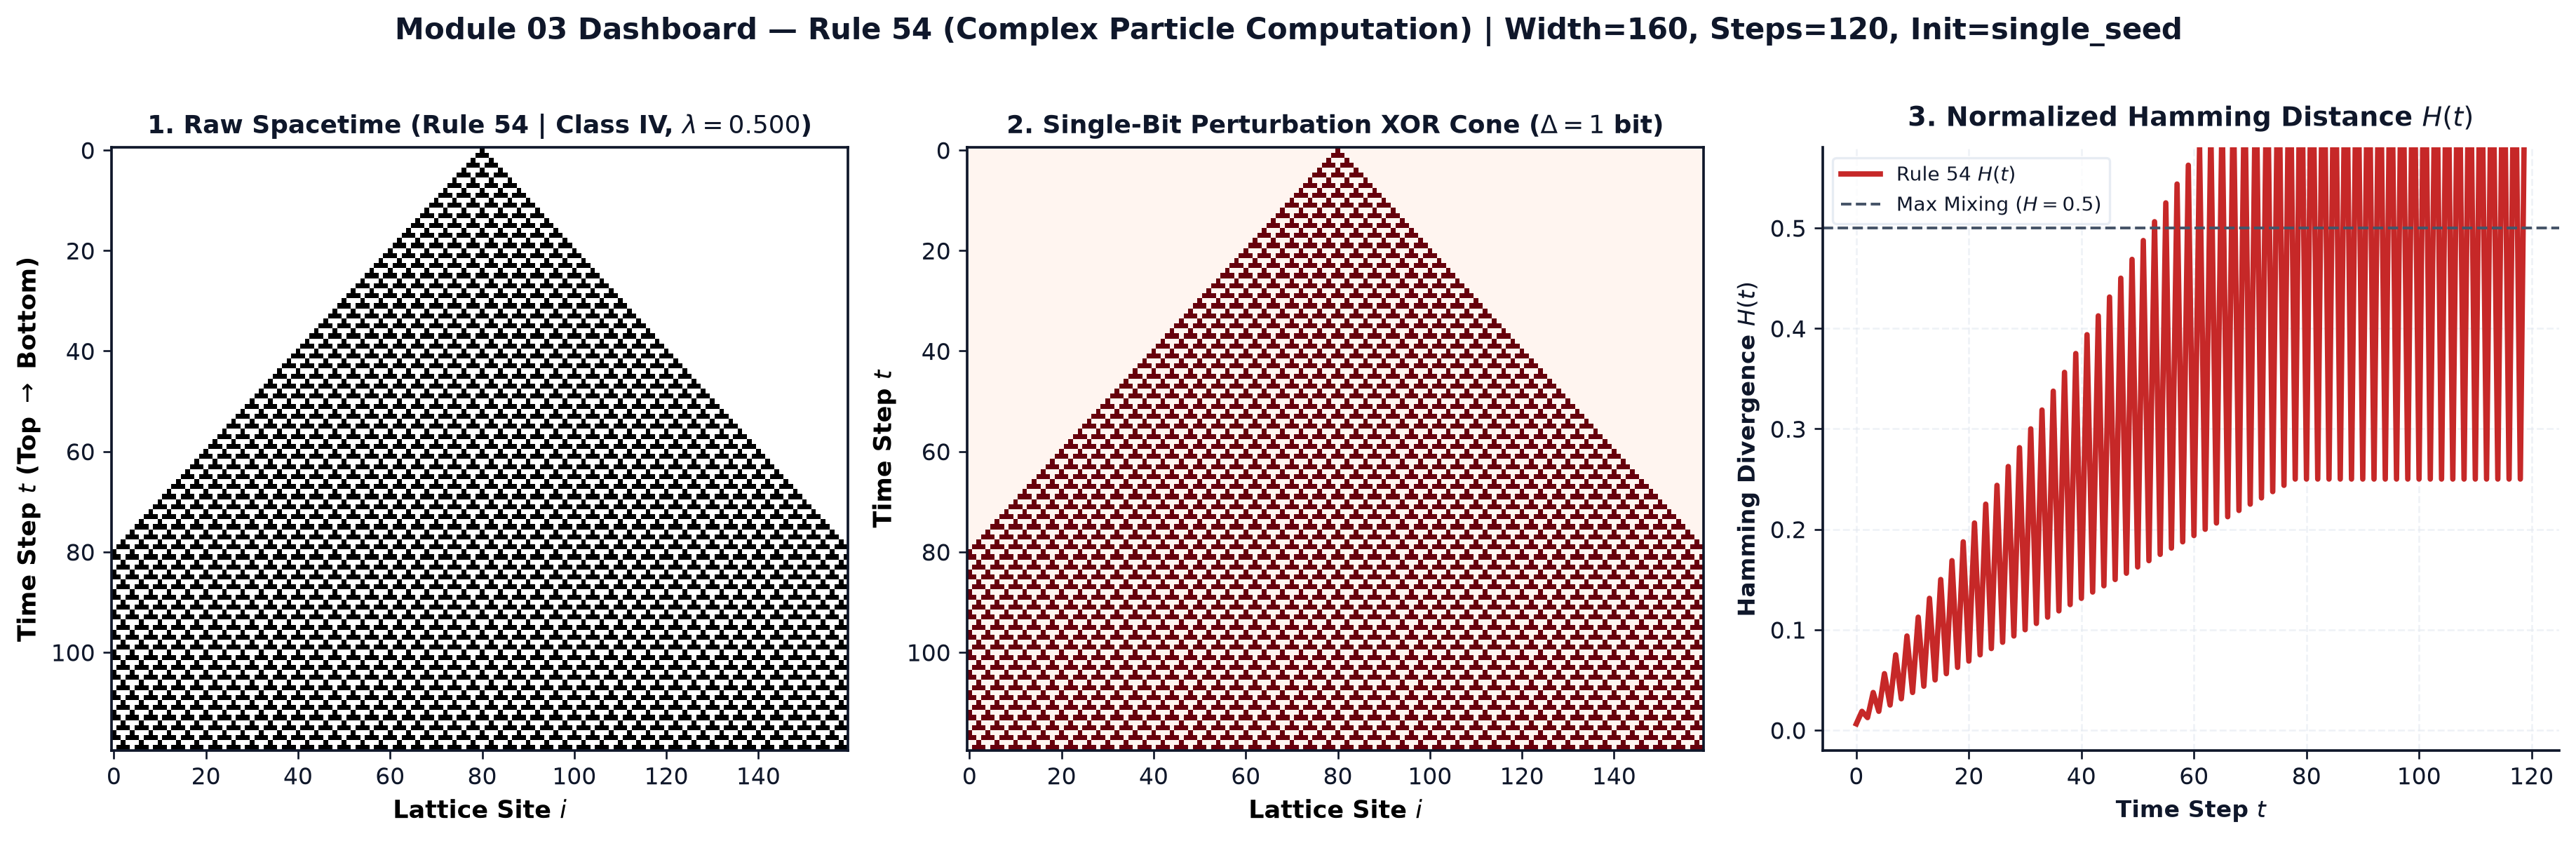 Module 03 Dashboard — Rule 54 (Complex Particle Computation) | Width=160, Steps=120, Init=single_seed
1. Raw Spacetime (Rule 54 | Class IV, λ = 0.500)
Time Step t (Top → Bottom)
0
20
40
60
80
100
0 20 40 60 80 100 120 140
Lattice Site i
2. Single-Bit Perturbation XOR Cone (Δ = 1 bit)
Time Step t
0
20
40
60
80
100
0 20 40 60 80 100 120 140
Lattice Site i
3. Normalized Hamming Distance H(t)
Rule 54 H(t)
Max Mixing (H = 0.5)
Hamming Divergence H(t)
0.5
0.4
0.3
0.2
0.1
0.0
0 20 40 60 80 100 120
Time Step t